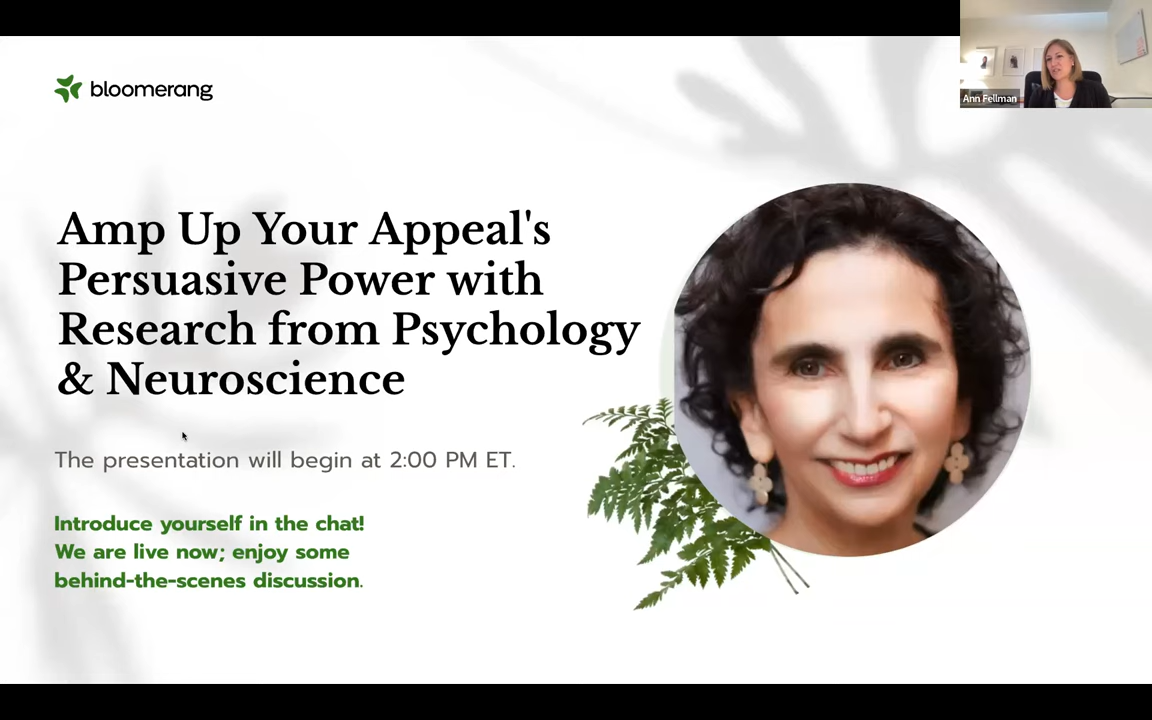 bloomerang
Ann Fellman
Amp Up Your Appeal's
Persuasive Power with
Research from Psychology
& Neuroscience
The presentation will begin at 2:00 PM ET.
Introduce yourself in the chat!
We are live now; enjoy some
behind-the-scenes discussion.